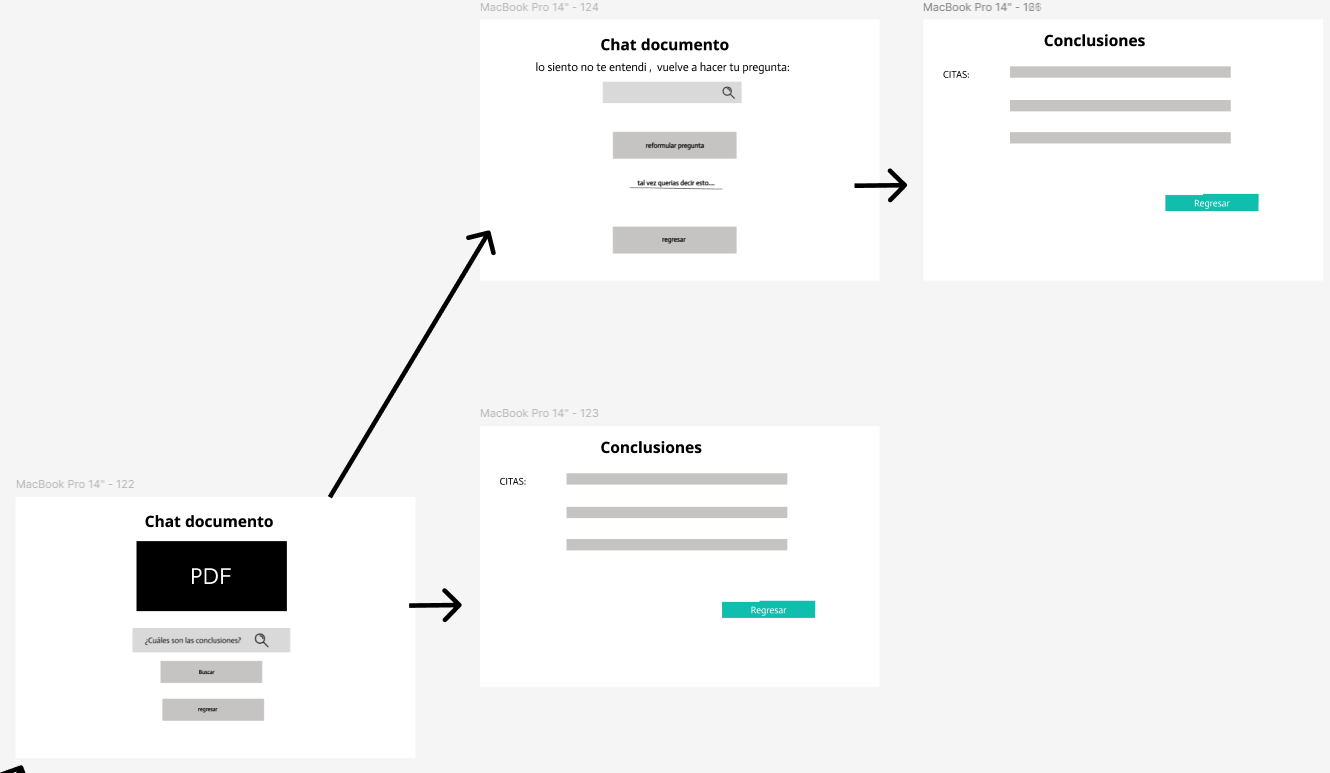 MacBook Pro 14" - 124
Chat documento
lo siento no te entendi , vuelve a hacer tu pregunta:
reformular pregunta
tal vez querias decir esto....
regresar
MacBook Pro 14" -
Conclusiones
CITAS:
Regresar
MacBook Pro 14" - 123
Conclusiones
CITAS:
Regresar
MacBook Pro 14" - 122
Chat documento
PDF
¿Cuáles son las conclusiones?
Buscar
regresar